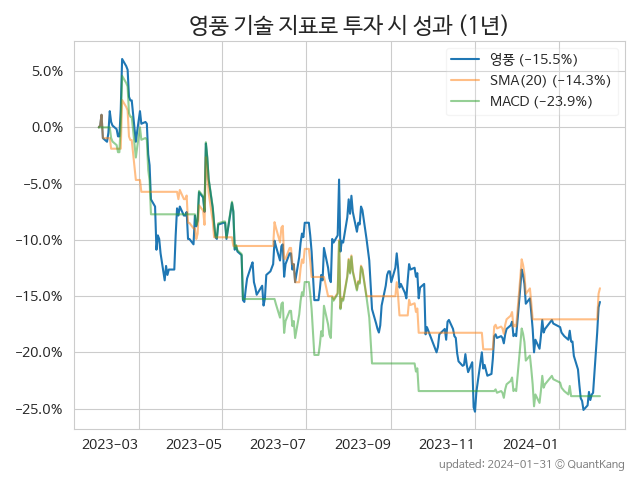 영풍 기술 지표로 투자 시 성과 (1년)
영풍 (−15.5%)
SMA(20) (−14.3%)
MACD (−23.9%)
5.0%
0.0%
−5.0%
−10.0%
−15.0%
−20.0%
−25.0%
2023-03 2023-05 2023-07 2023-09 2023-11 2024-01
updated: 2024-01-31 © QuantKang